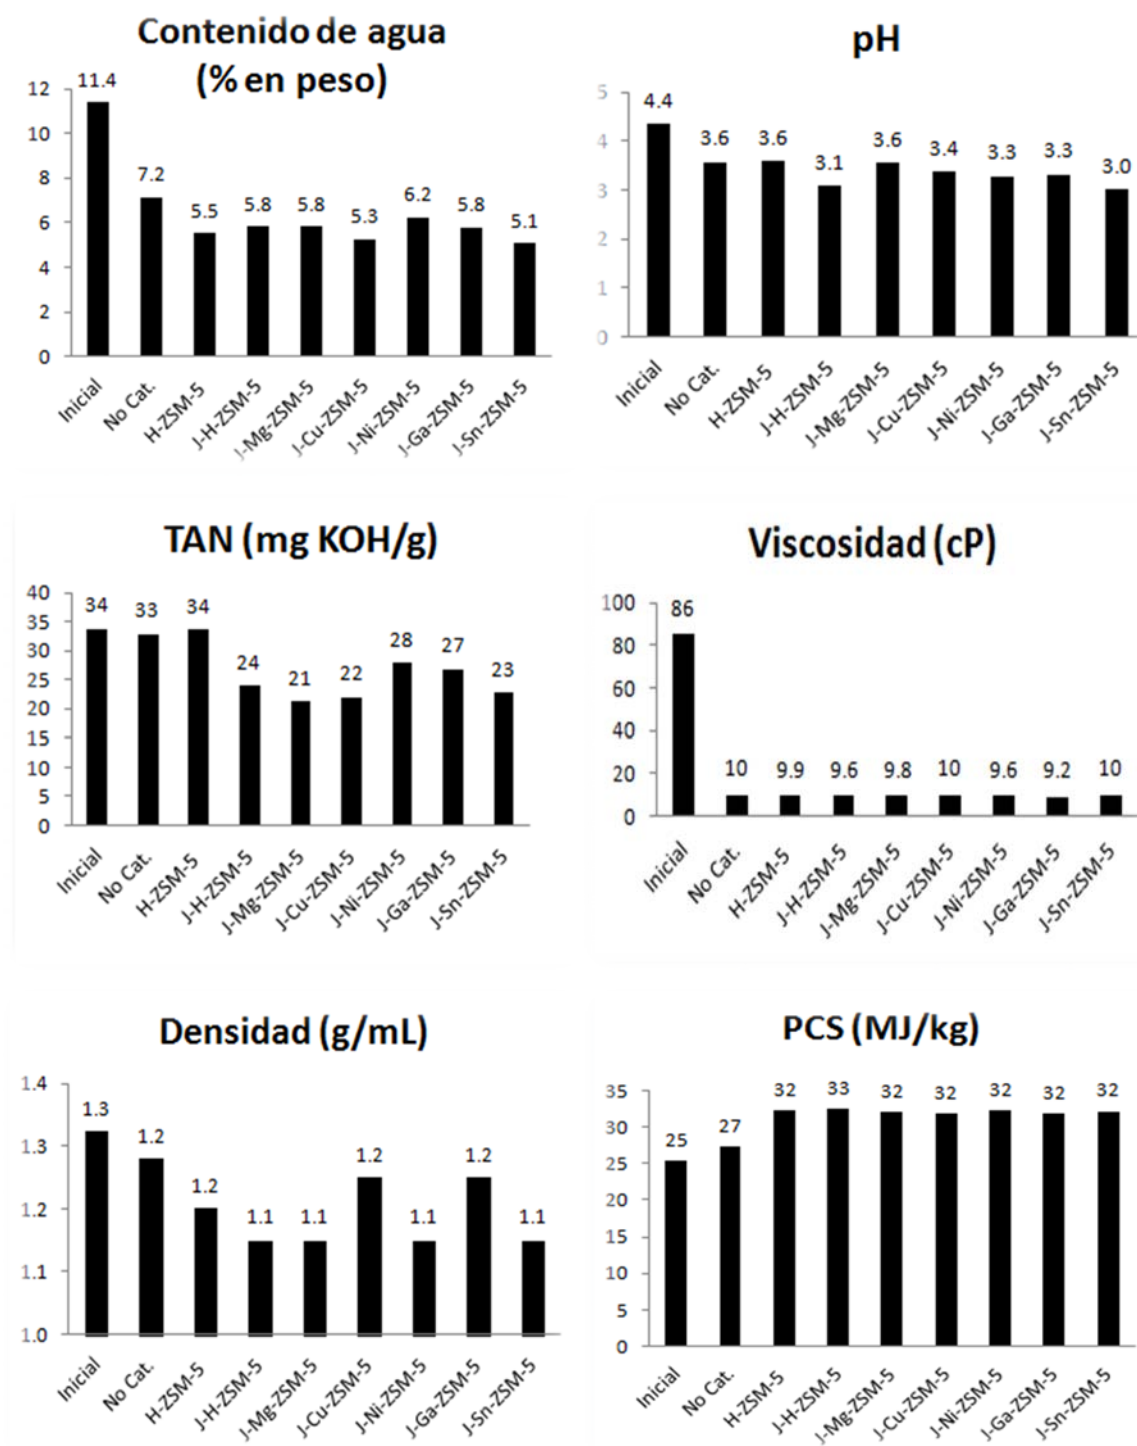 Contenido de agua
(% en peso)
12
10
8
6
4
2
0
11.4
7.2
5.5
5.8
5.8
5.3
6.2
5.8
5.1
Inicial
No Cat.
H-ZSM-5
J-H-ZSM-5
J-Mg-ZSM-5
J-Cu-ZSM-5
J-Ni-ZSM-5
J-Ga-ZSM-5
J-Sn-ZSM-5
pH
5
4
3
2
1
0
4.4
3.6
3.6
3.1
3.6
3.4
3.3
3.3
3.0
Inicial
No Cat.
H-ZSM-5
J-H-ZSM-5
J-Mg-ZSM-5
J-Cu-ZSM-5
J-Ni-ZSM-5
J-Ga-ZSM-5
J-Sn-ZSM-5
TAN (mg KOH/g)
40
35
30
25
20
15
10
5
0
34
33
34
24
21
22
28
27
23
Inicial
No Cat.
H-ZSM-5
J-H-ZSM-5
J-Mg-ZSM-5
J-Cu-ZSM-5
J-Ni-ZSM-5
J-Ga-ZSM-5
J-Sn-ZSM-5
Viscosidad (cP)
100
80
60
40
20
0
86
10
9.9
9.6
9.8
10
9.6
9.2
10
Inicial
No Cat.
H-ZSM-5
J-H-ZSM-5
J-Mg-ZSM-5
J-Cu-ZSM-5
J-Ni-ZSM-5
J-Ga-ZSM-5
J-Sn-ZSM-5
Densidad (g/mL)
1.4
1.3
1.2
1.1
1.0
1.3
1.2
1.2
1.1
1.1
1.2
1.1
1.2
1.1
Inicial
No Cat.
H-ZSM-5
J-H-ZSM-5
J-Mg-ZSM-5
J-Cu-ZSM-5
J-Ni-ZSM-5
J-Ga-ZSM-5
J-Sn-ZSM-5
PCS (MJ/kg)
35
30
25
20
15
10
5
0
25
27
32
33
32
32
32
32
32
Inicial
No Cat.
H-ZSM-5
J-H-ZSM-5
J-Mg-ZSM-5
J-Cu-ZSM-5
J-Ni-ZSM-5
J-Ga-ZSM-5
J-Sn-ZSM-5